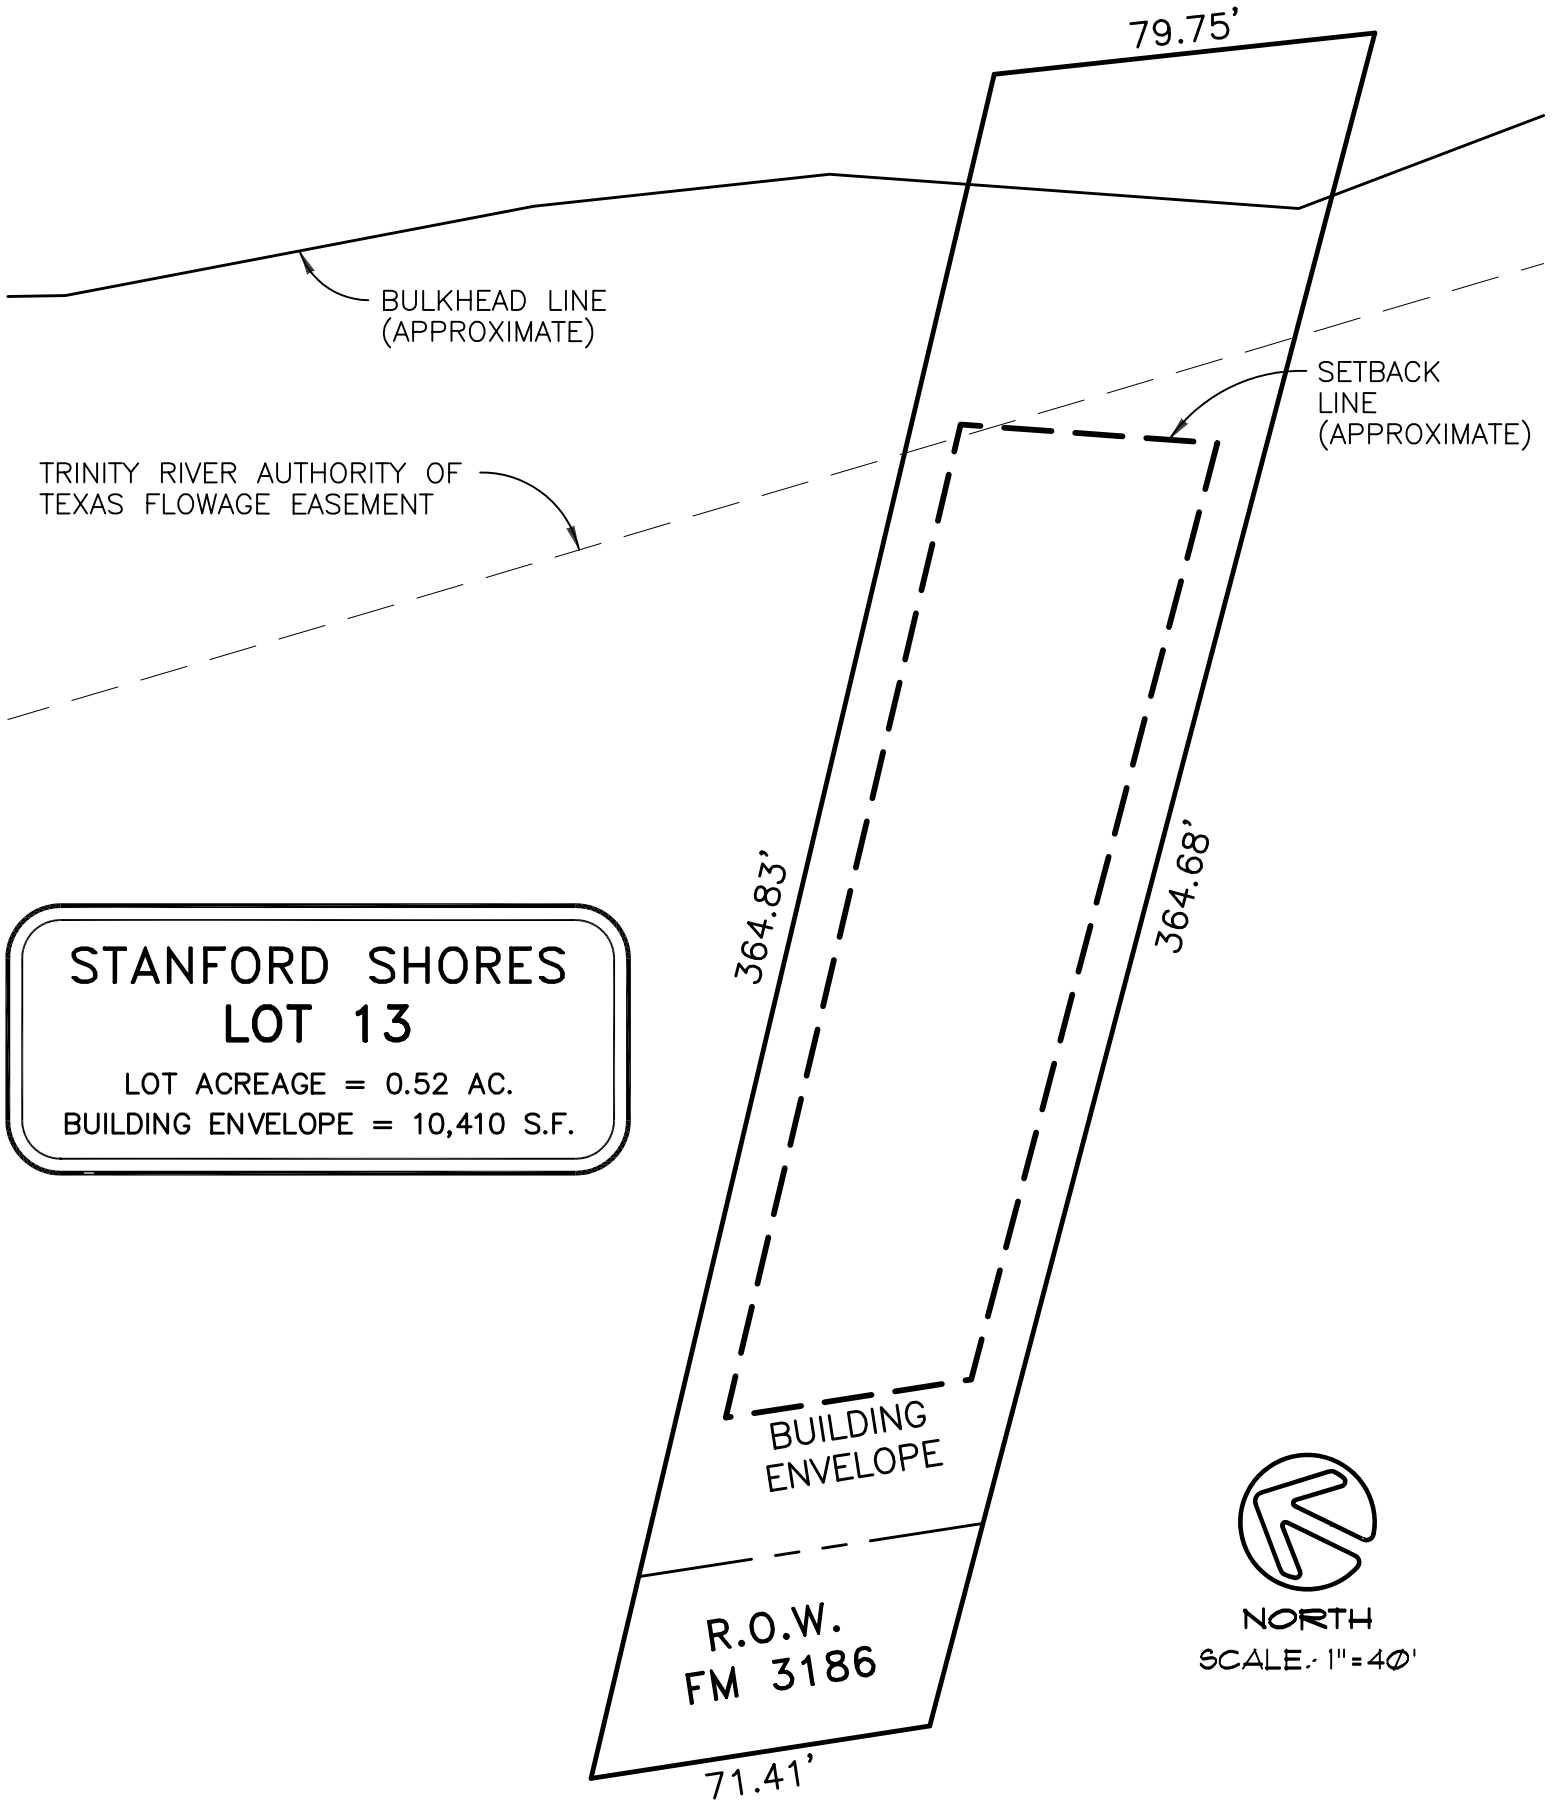 79.75'
BULKHEAD LINE
(APPROXIMATE)
SETBACK
LINE
(APPROXIMATE)
TRINITY RIVER AUTHORITY OF
TEXAS FLOWAGE EASEMENT
364.83'
364.68'
STANFORD SHORES
LOT 13
LOT ACREAGE = 0.52 AC.
BUILDING ENVELOPE = 10,410 S.F.
BUILDING
ENVELOPE
R.O.W.
FM 3186
71.41'
NORTH
SCALE: 1"=40'